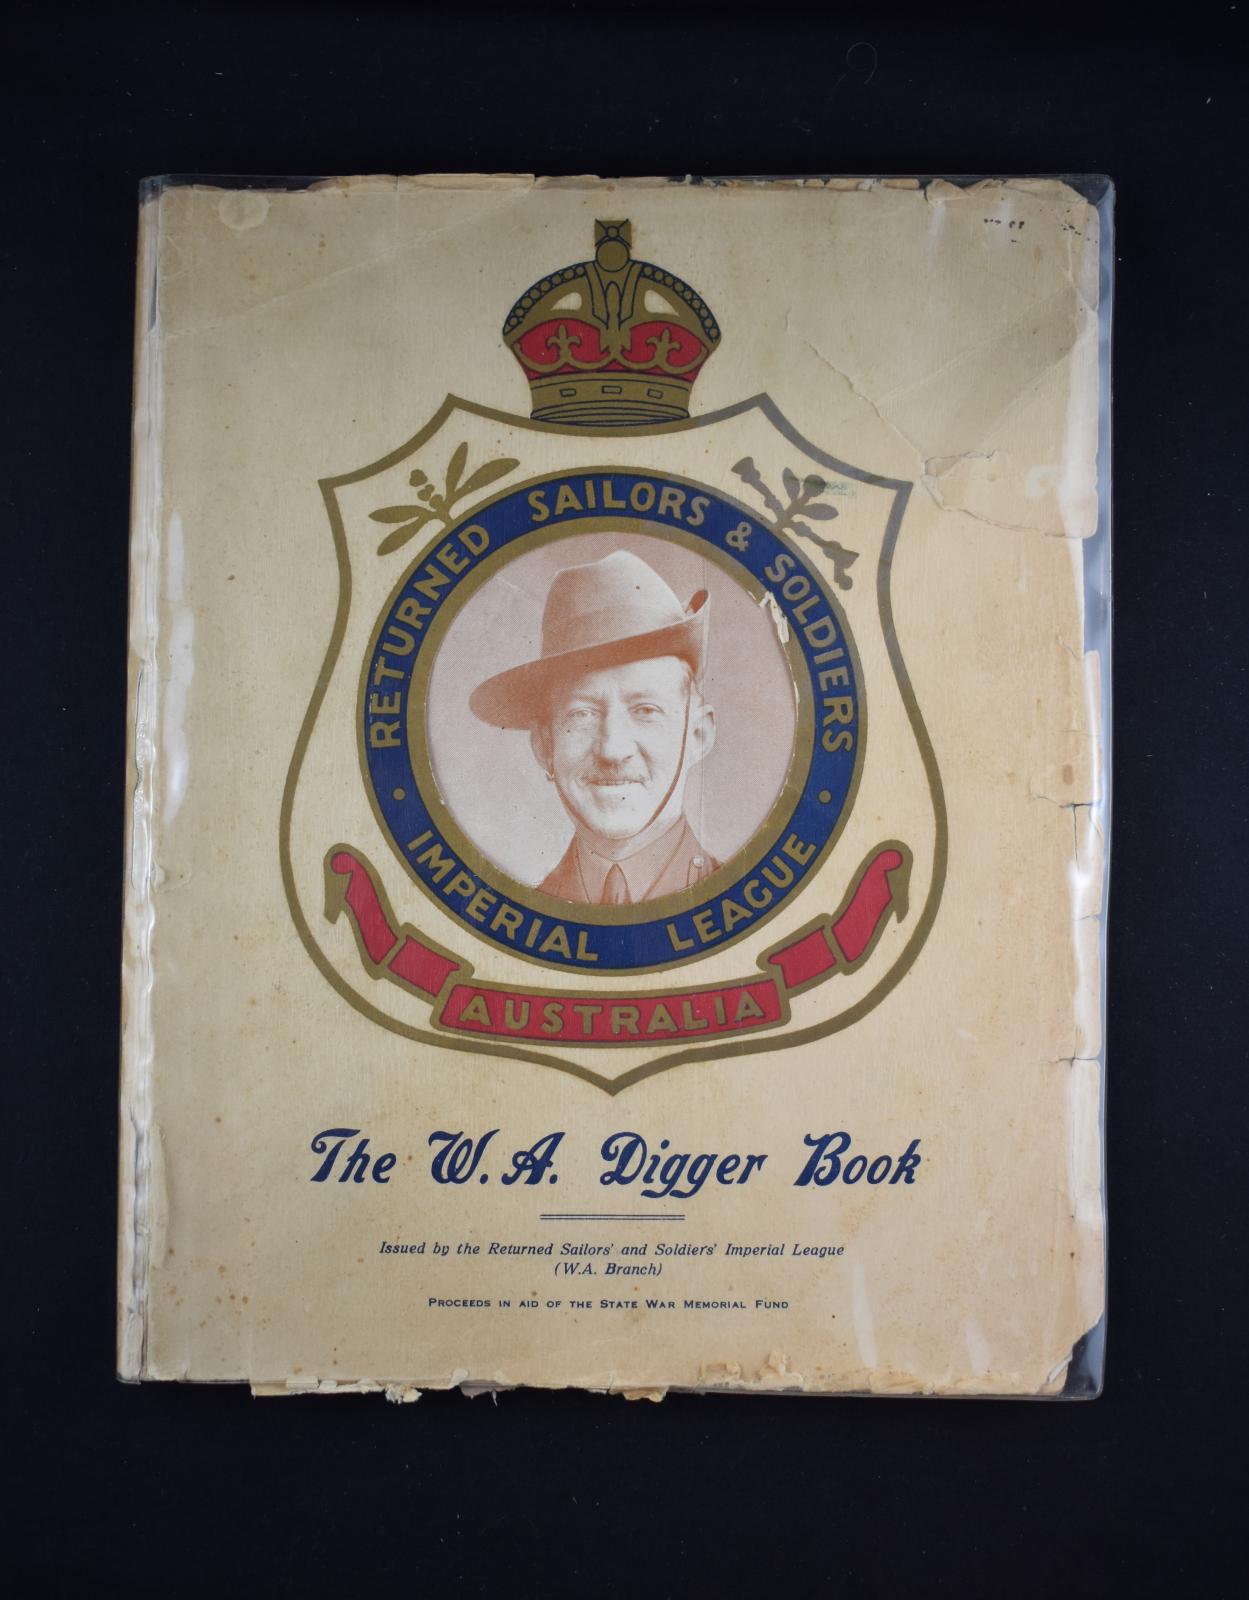 RETURNED SAILORS & SOLDIERS
IMPERIAL LEAGUE
AUSTRALIA
The W. A. Digger Book
Issued by the Returned Sailors' and Soldiers' Imperial League
(W.A. Branch)
PROCEEDS IN AID OF THE STATE WAR MEMORIAL FUND